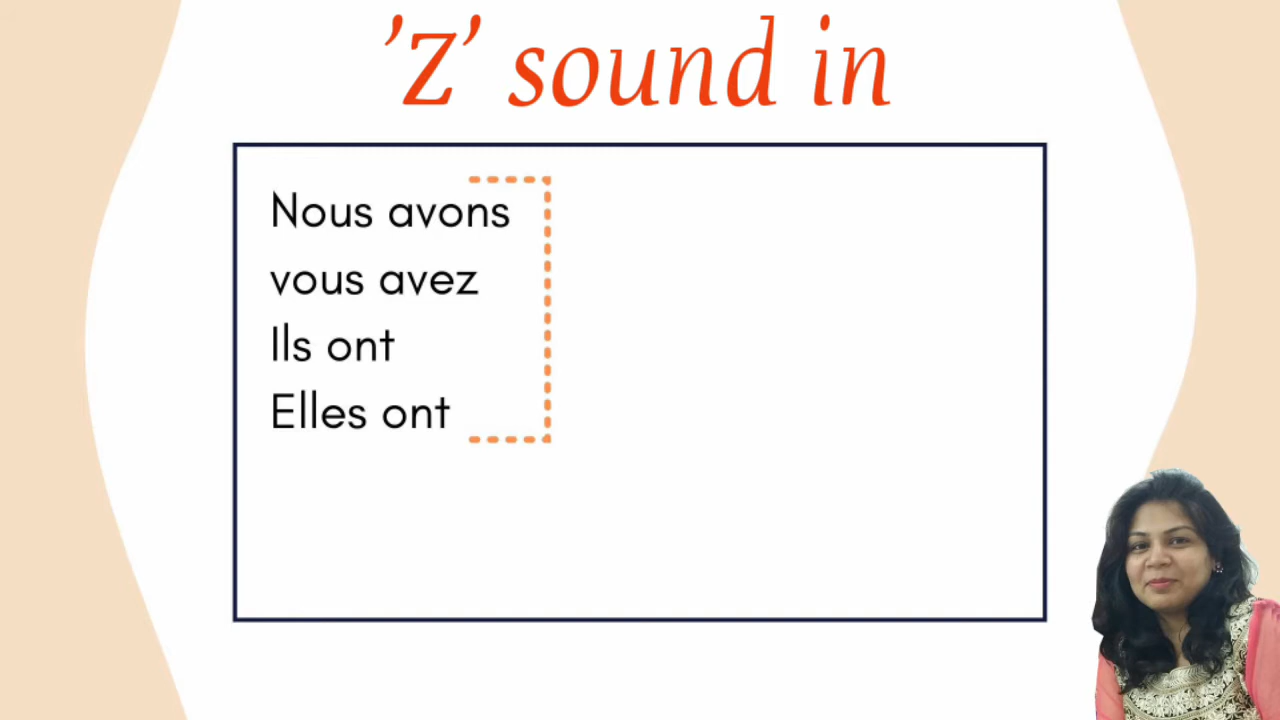 ’Z’ sound in
Nous avons
vous avez
Ils ont
Elles ont